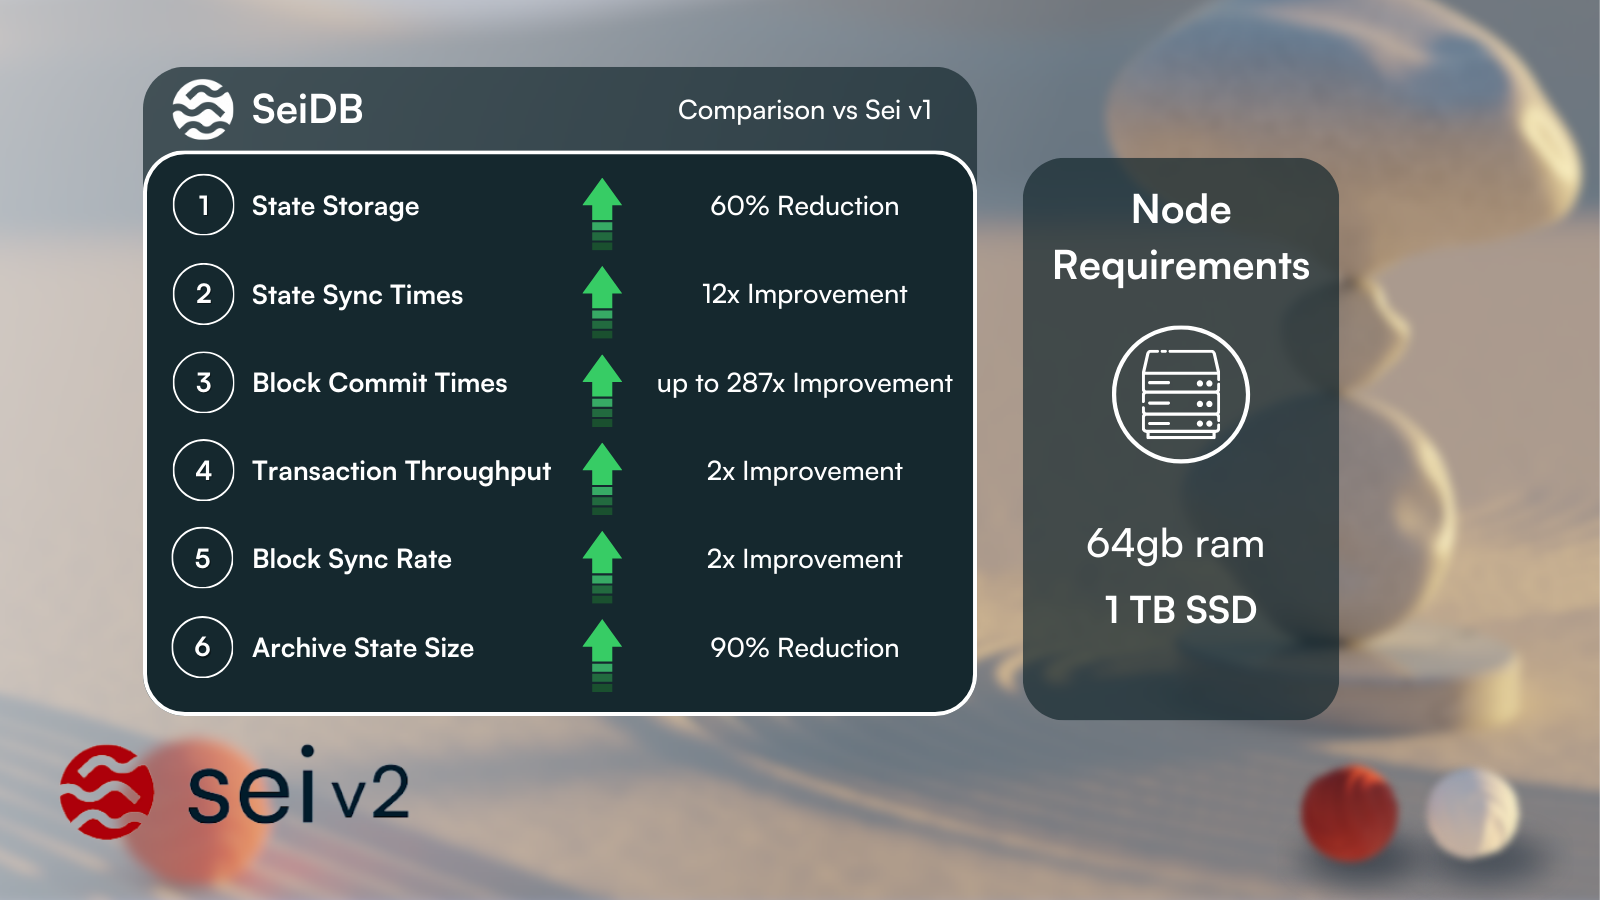 SeiDB
Comparison vs Sei v1
1 State Storage 60% Reduction
2 State Sync Times 12x Improvement
3 Block Commit Times up to 287x Improvement
4 Transaction Throughput 2x Improvement
5 Block Sync Rate 2x Improvement
6 Archive State Size 90% Reduction
Node
Requirements
64gb ram
1 TB SSD
sei v2